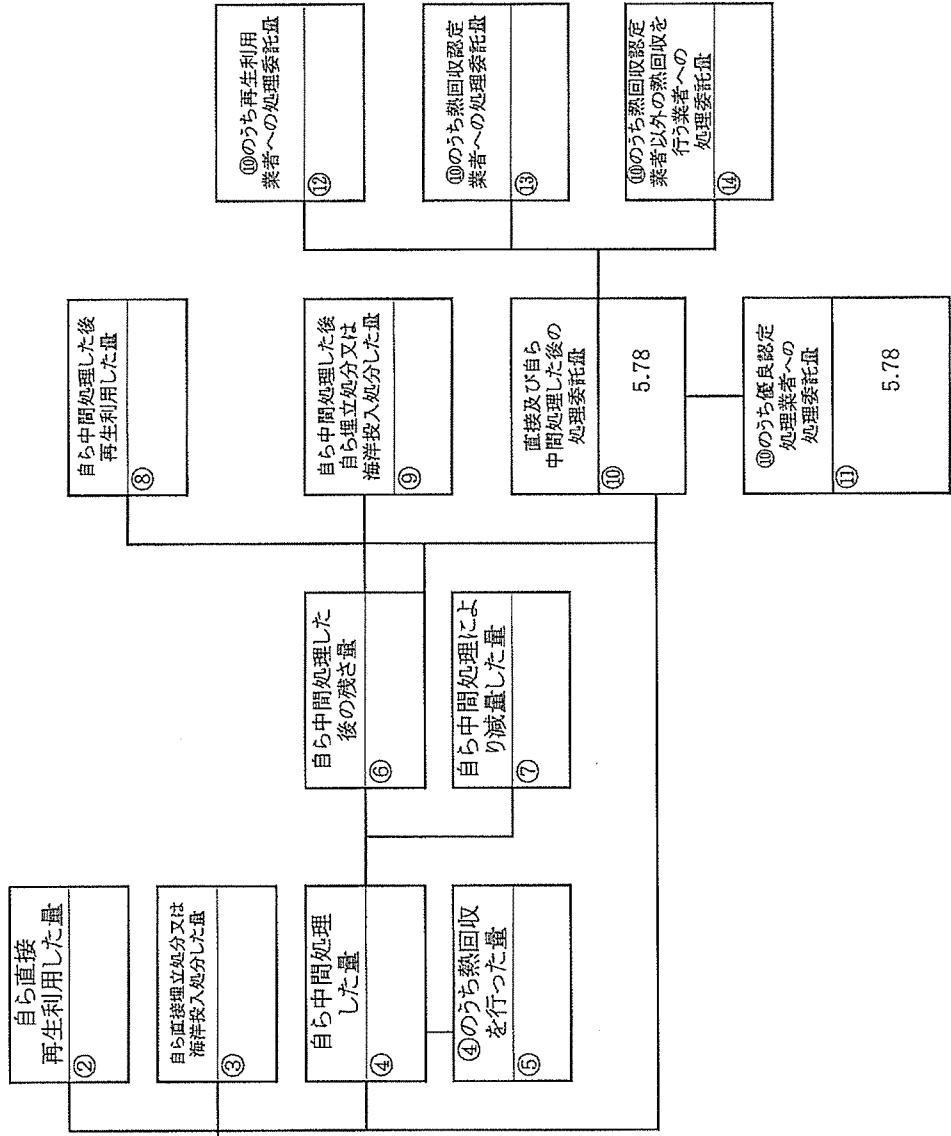 自ら直接
再生利用した量
②
自ら直接埋立処分又は
海洋投入処分した量
③
自ら中間処理
した量
④
④のうち熱回収
を行った量
⑤
自ら中間処理した
後の残さ量
⑥
自ら中間処理によ
り減量した量
⑦
自ら中間処理した後
再生利用した量
⑧
自ら中間処理した後
自ら埋立処分又は
海洋投入処分した量
⑨
直接及び自ら
中間処理した後の
処理委託量
⑩
5.78
⑩のうち優良認定
処理業者への
処理委託量
⑪
5.78
⑩のうち再生利用
業者への処理委託量
⑫
⑩のうち熱回収認定
業者への処理委託量
⑬
⑩のうち熱回収認定
業者以外の熱回収を
行う業者への
処理委託量
⑭